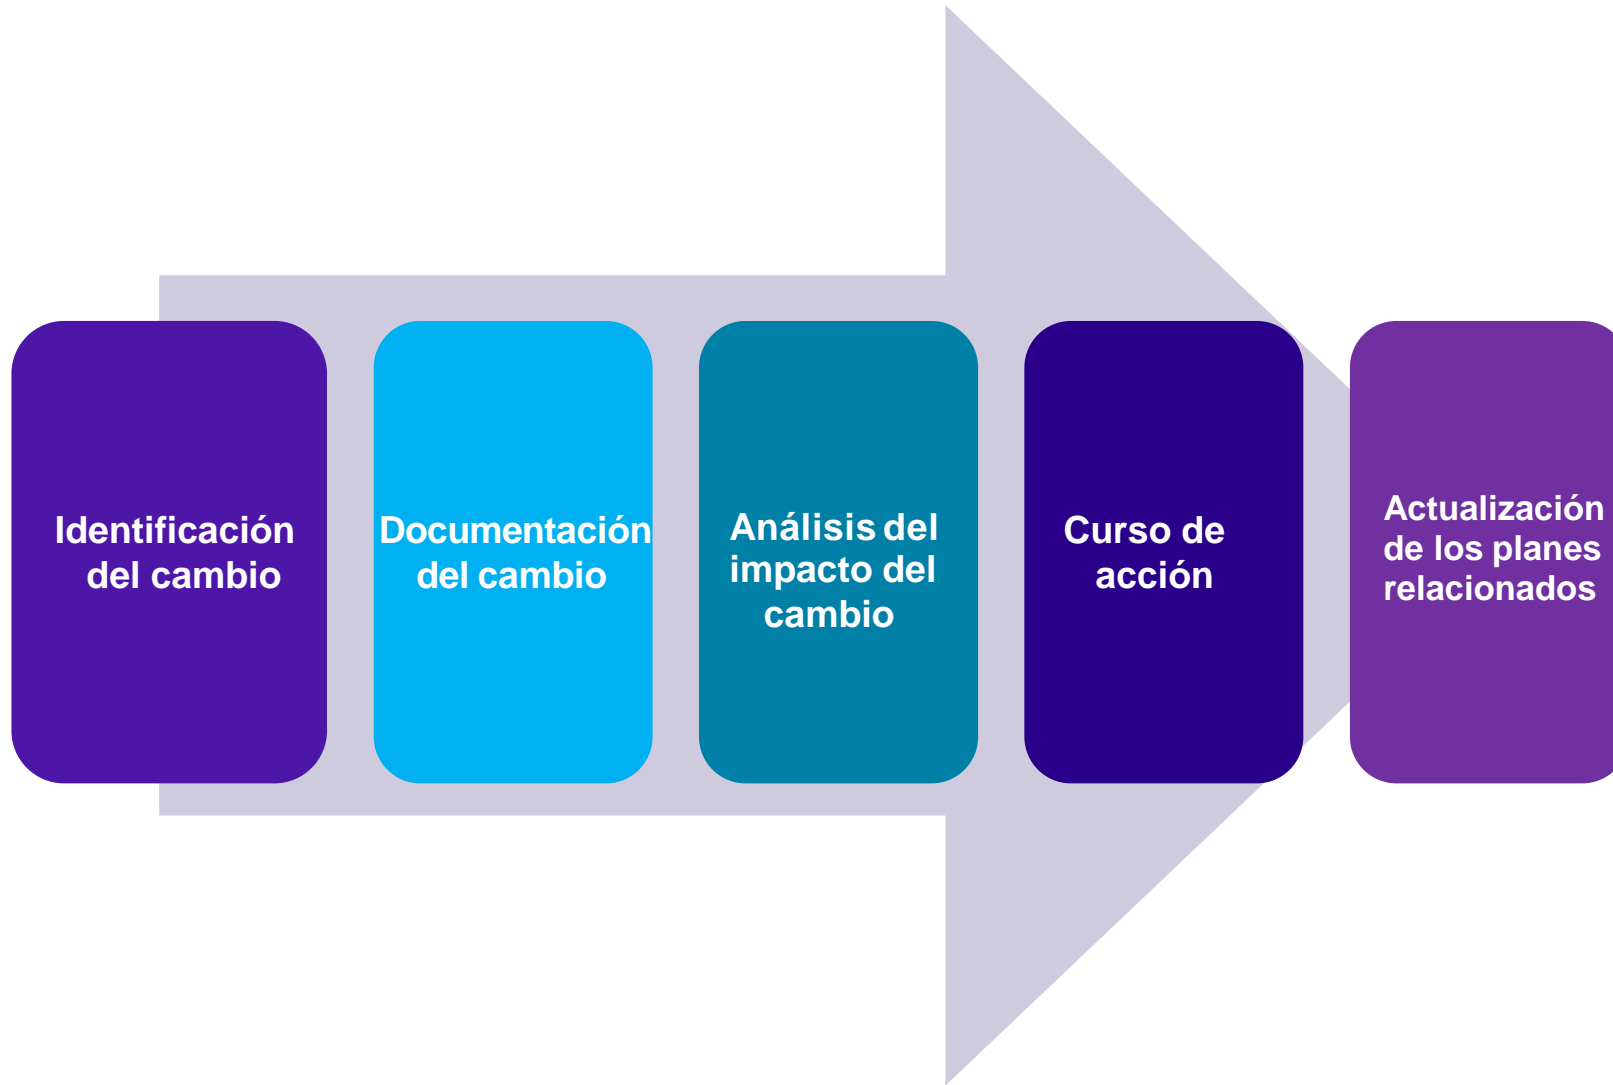 Identificación
del cambio
Documentación
del cambio
Análisis del
impacto del
cambio
Curso de
acción
Actualización
de los planes
relacionados